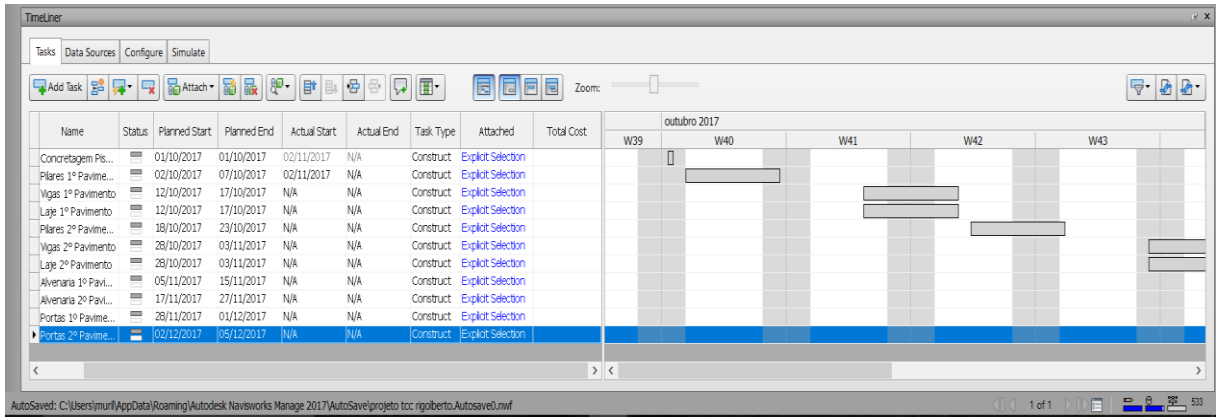 TimeLiner
Tasks Data Sources Configure Simulate
Add Task Attach Zoom:
outubro 2017
Name Status Planned Start Planned End Actual Start Actual End Task Type Attached Total Cost W39 W40 W41 W42 W43
Concretagem Pis... 01/10/2017 01/10/2017 02/11/2017 N/A Construct Explicit Selection
Pilares 1º Pavime... 02/10/2017 07/10/2017 02/11/2017 N/A Construct Explicit Selection
Vigas 1º Pavimento 12/10/2017 17/10/2017 N/A N/A Construct Explicit Selection
Laje 1º Pavimento 12/10/2017 17/10/2017 N/A N/A Construct Explicit Selection
Pilares 2º Pavime... 18/10/2017 23/10/2017 N/A N/A Construct Explicit Selection
Vigas 2º Pavimento 28/10/2017 03/11/2017 N/A N/A Construct Explicit Selection
Laje 2º Pavimento 28/10/2017 03/11/2017 N/A N/A Construct Explicit Selection
Alvenaria 1º Pavi... 05/11/2017 15/11/2017 N/A N/A Construct Explicit Selection
Alvenaria 2º Pavi... 17/11/2017 27/11/2017 N/A N/A Construct Explicit Selection
Portas 1º Pavime... 28/11/2017 01/12/2017 N/A N/A Construct Explicit Selection
Portas 2º Pavime... 02/12/2017 05/12/2017 N/A N/A Construct Explicit Selection
AutoSaved: C:\Users\muril\AppData\Roaming\Autodesk Navisworks Manage 2017\AutoSave\projeto tcc rigolberto.Autosave0.nwf 1 of 1 533